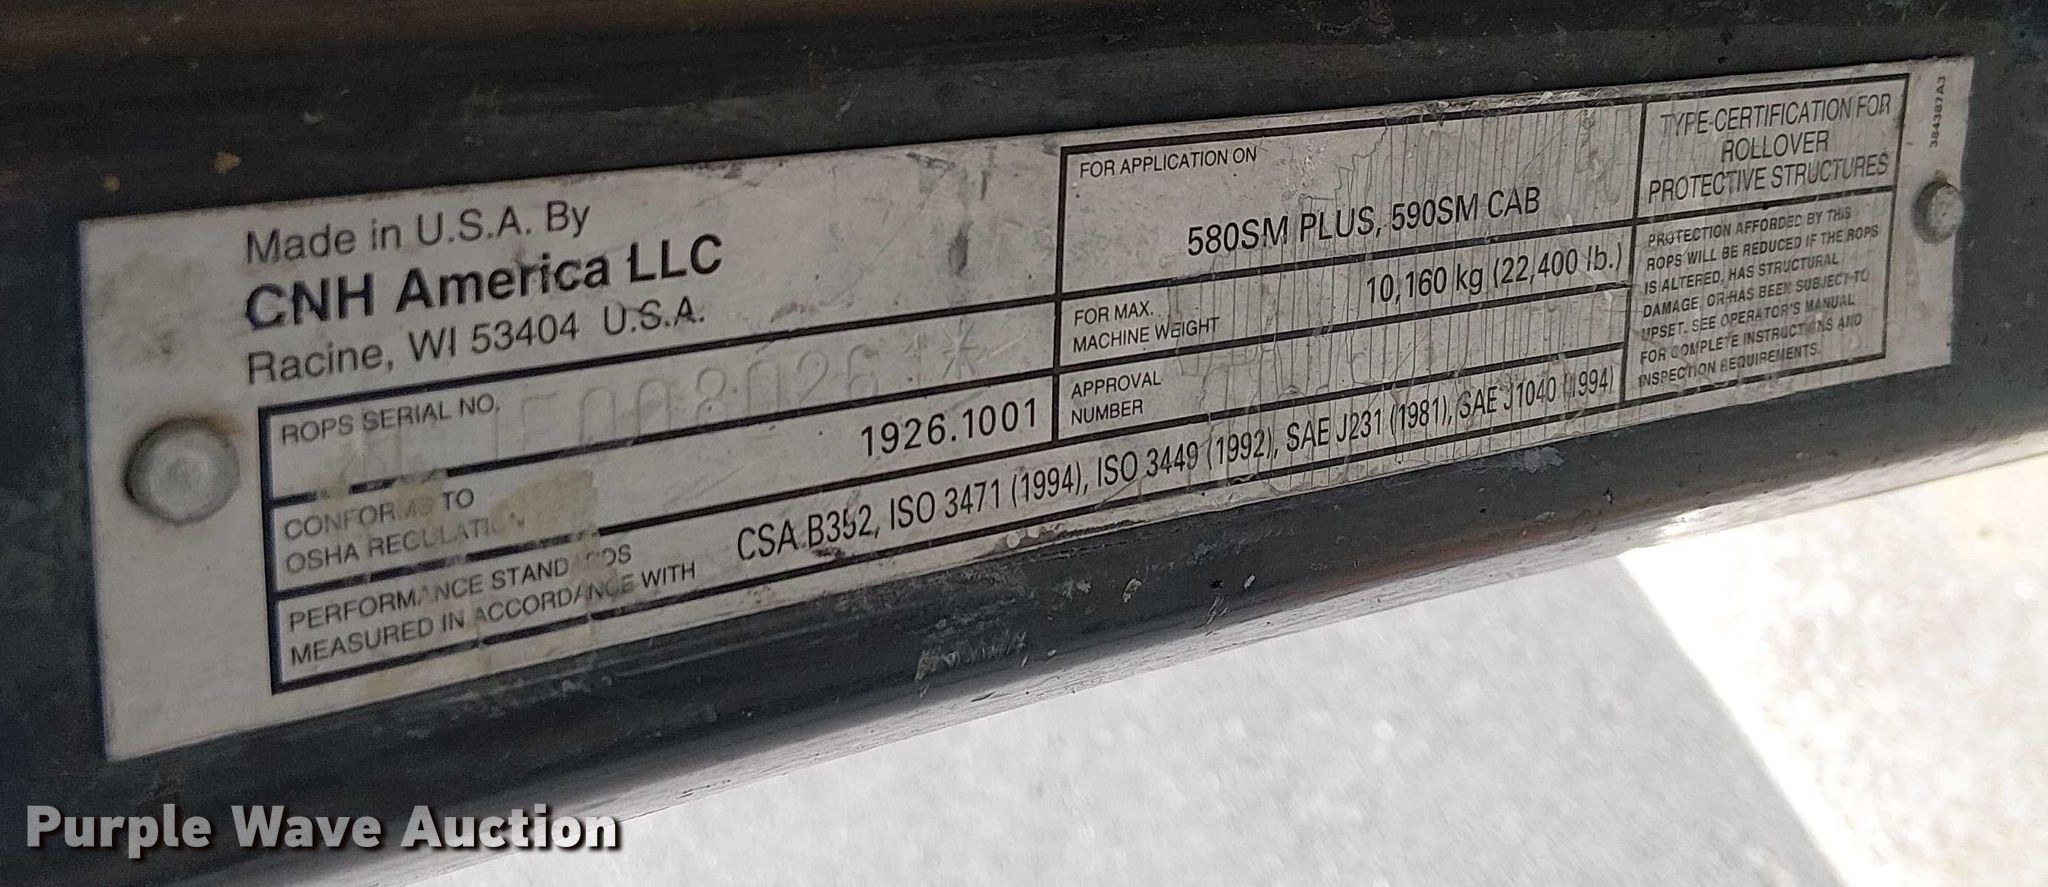 Made in U.S.A. By
CNH America LLC
Racine, WI 53404 U.S.A.
ROPS SERIAL NO.
CONFORMS TO
OSHA REGULATION
1926.1001
PERFORMANCE STANDARDS
MEASURED IN ACCORDANCE WITH
CSA B352, ISO 3471 (1994), ISO 3449 (1992), SAE J231 (1981), SAE J1040 (1994)
FOR APPLICATION ON
580SM PLUS, 590SM CAB
FOR MAX.
MACHINE WEIGHT
10,160 kg (22,400 lb.)
APPROVAL
NUMBER
TYPE-CERTIFICATION FOR
ROLLOVER
PROTECTIVE STRUCTURES
PROTECTION AFFORDED BY THIS
ROPS WILL BE REDUCED IF THE ROPS
IS ALTERED, HAS STRUCTURAL
DAMAGE, OR HAS BEEN SUBJECT TO
UPSET. SEE OPERATOR'S MANUAL
FOR COMPLETE INSTRUCTIONS AND
INSPECTION REQUIREMENTS.
384387A3
Purple Wave Auction